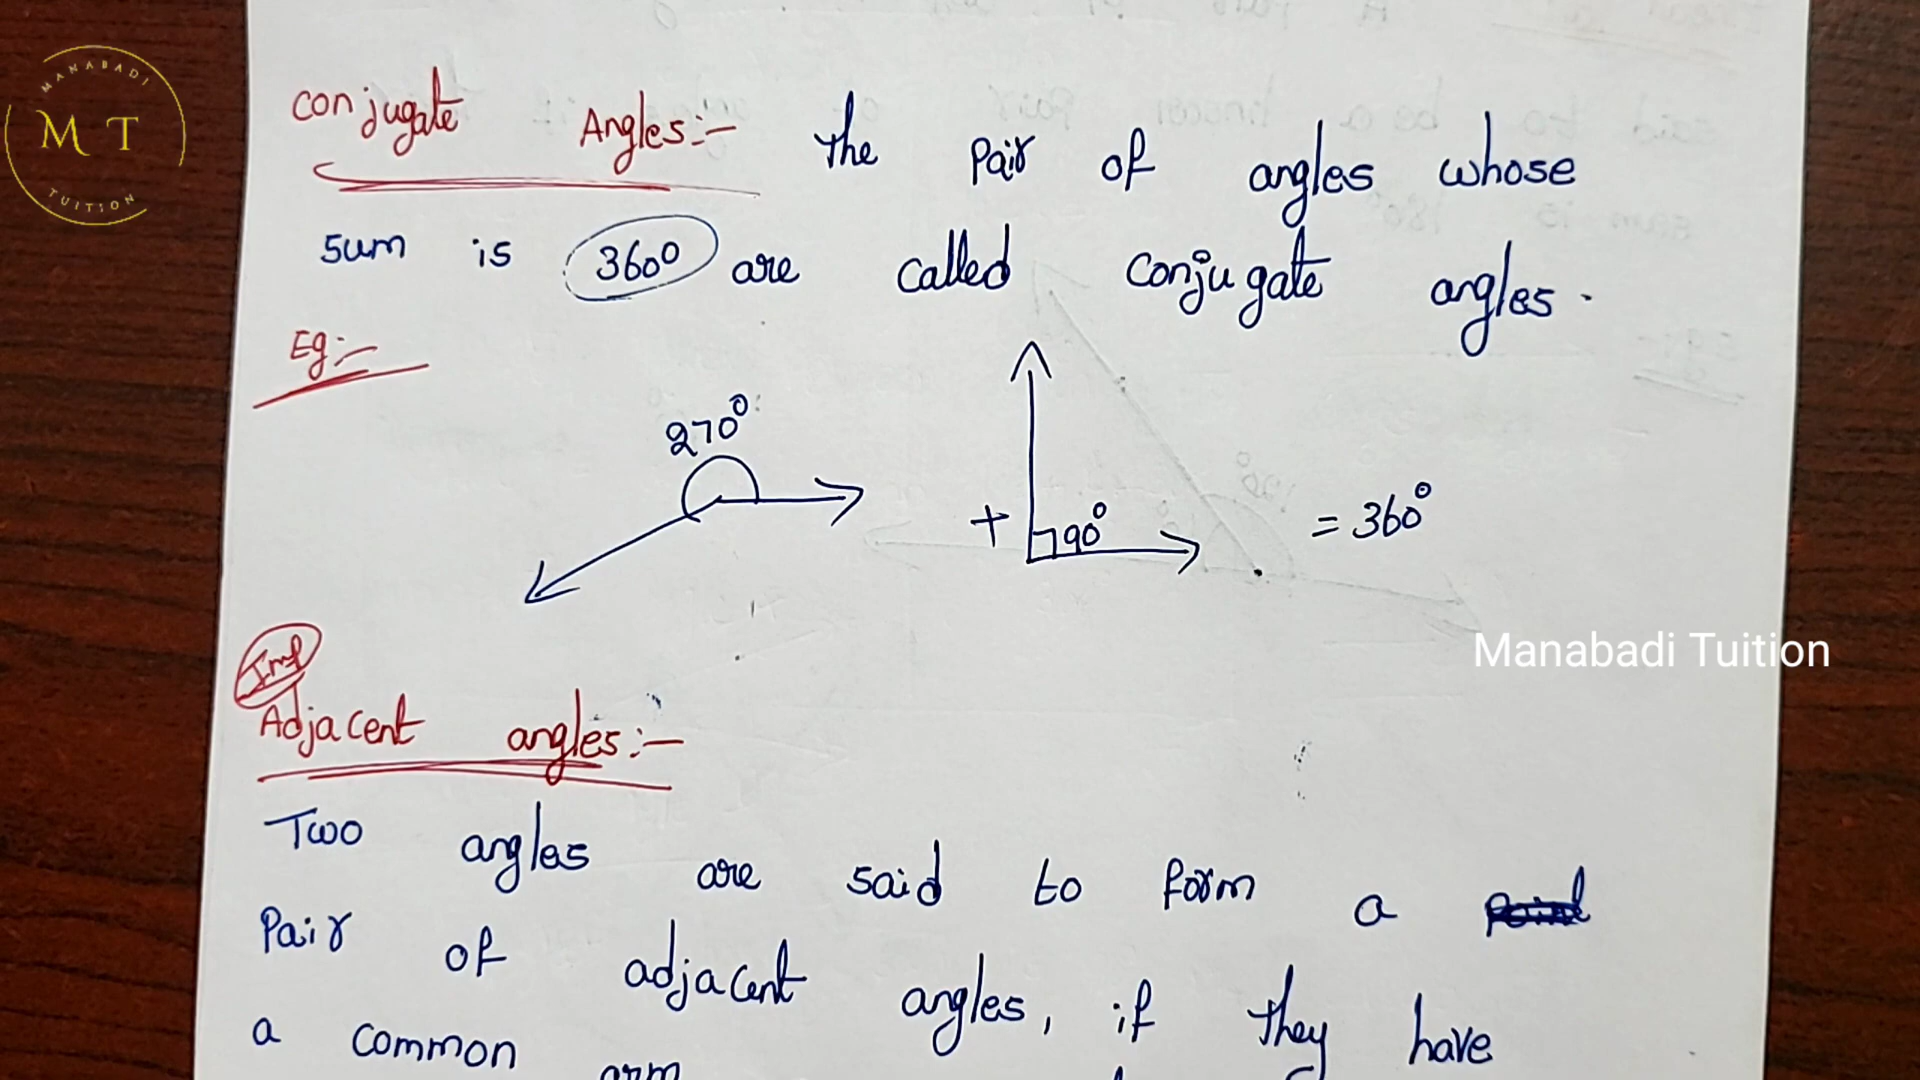 MANABADI
M T
TUITION
Conjugate Angles:- The Pair of angles whose
sum is 360° are called Conjugate angles.
Eg:-
270°
+ 90° = 360°
Manabadi Tuition
Imp
Adjacent angles:-
Two angles are said to form a
Pair of adjacent angles, if they have
a common arm